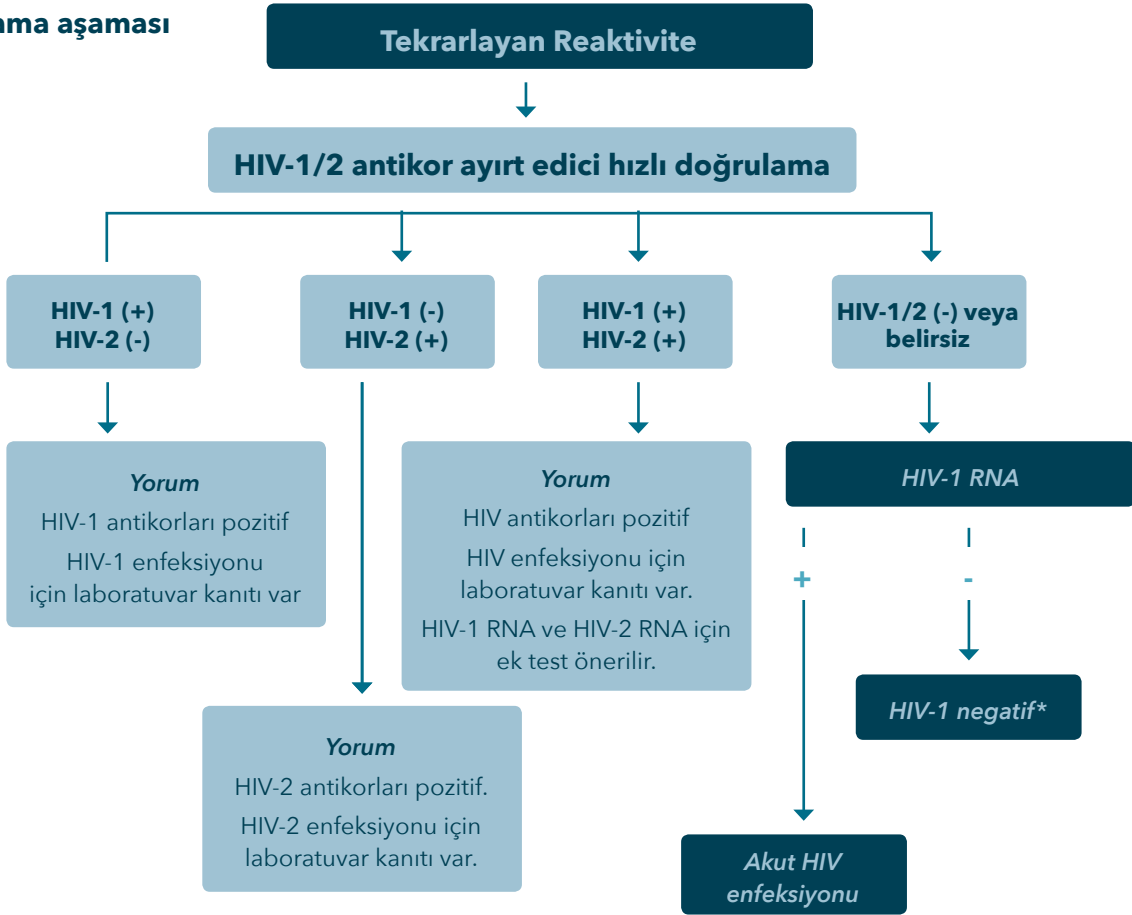 ama aşaması
Tekrarlayan Reaktivite
HIV-1/2 antikor ayırt edici hızlı doğrulama
HIV-1 (+)
HIV-2 (-)
HIV-1 (-)
HIV-2 (+)
HIV-1 (+)
HIV-2 (+)
HIV-1/2 (-) veya
belirsiz
Yorum
HIV-1 antikorları pozitif
HIV-1 enfeksiyonu
için laboratuvar kanıtı var
Yorum
HIV-2 antikorları pozitif.
HIV-2 enfeksiyonu için
laboratuvar kanıtı var.
Yorum
HIV antikorları pozitif
HIV enfeksiyonu için
laboratuvar kanıtı var.
HIV-1 RNA ve HIV-2 RNA için
ek test önerilir.
HIV-1 RNA
+
-
HIV-1 negatif*
Akut HIV
enfeksiyonu